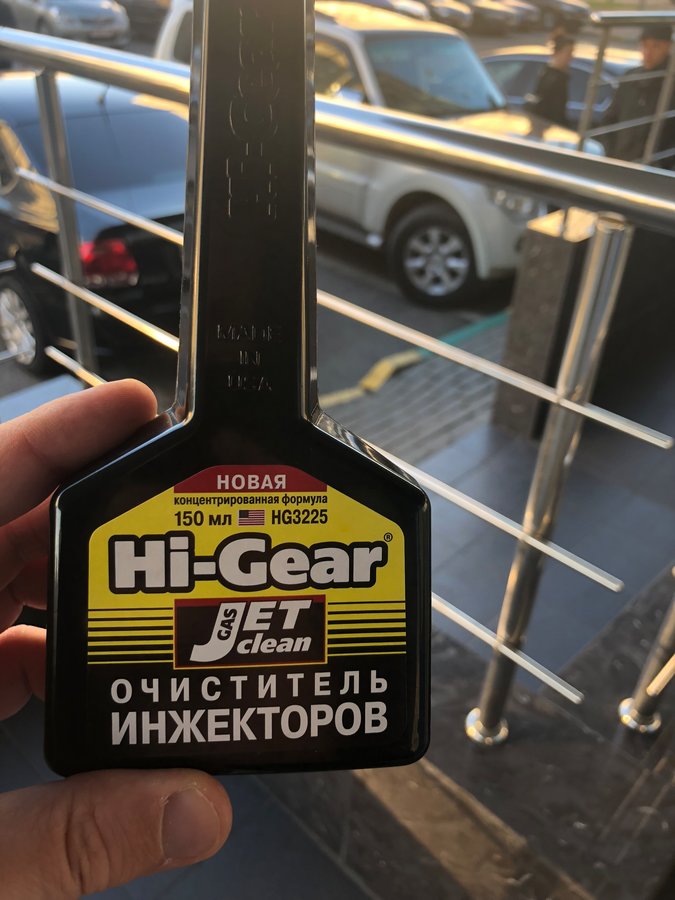 Hi-Gear
MADE
IN
USA
НОВАЯ
концентрированная формула
150 мл HG3225
Hi-Gear®
GAS JET
clean
ОЧИСТИТЕЛЬ
ИНЖЕКТОРОВ